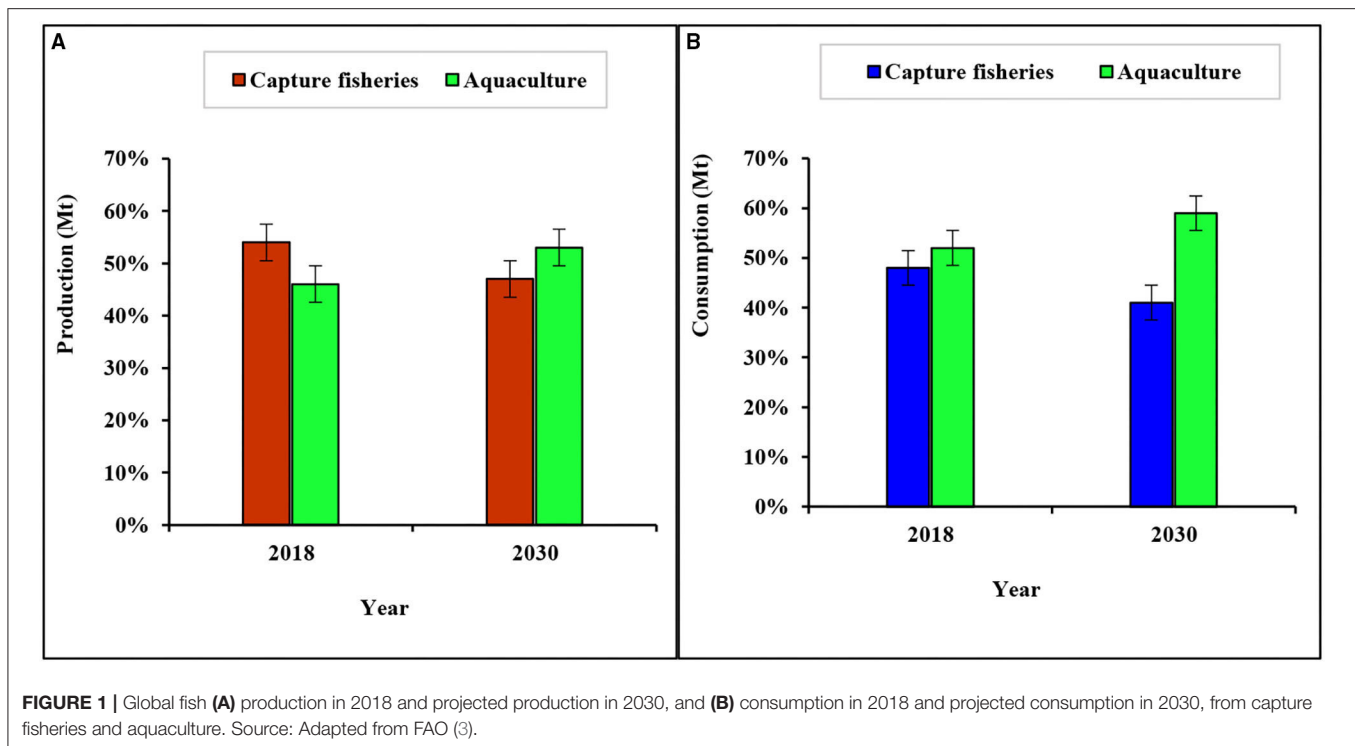 A
Capture fisheries Aquaculture
Production (Mt)
70%
60%
50%
40%
30%
20%
10%
0%
2018 2030
Year
B
Capture fisheries Aquaculture
Consumption (Mt)
70%
60%
50%
40%
30%
20%
10%
0%
2018 2030
Year
FIGURE 1 | Global fish (A) production in 2018 and projected production in 2030, and (B) consumption in 2018 and projected consumption in 2030, from capture
fisheries and aquaculture. Source: Adapted from FAO (3).